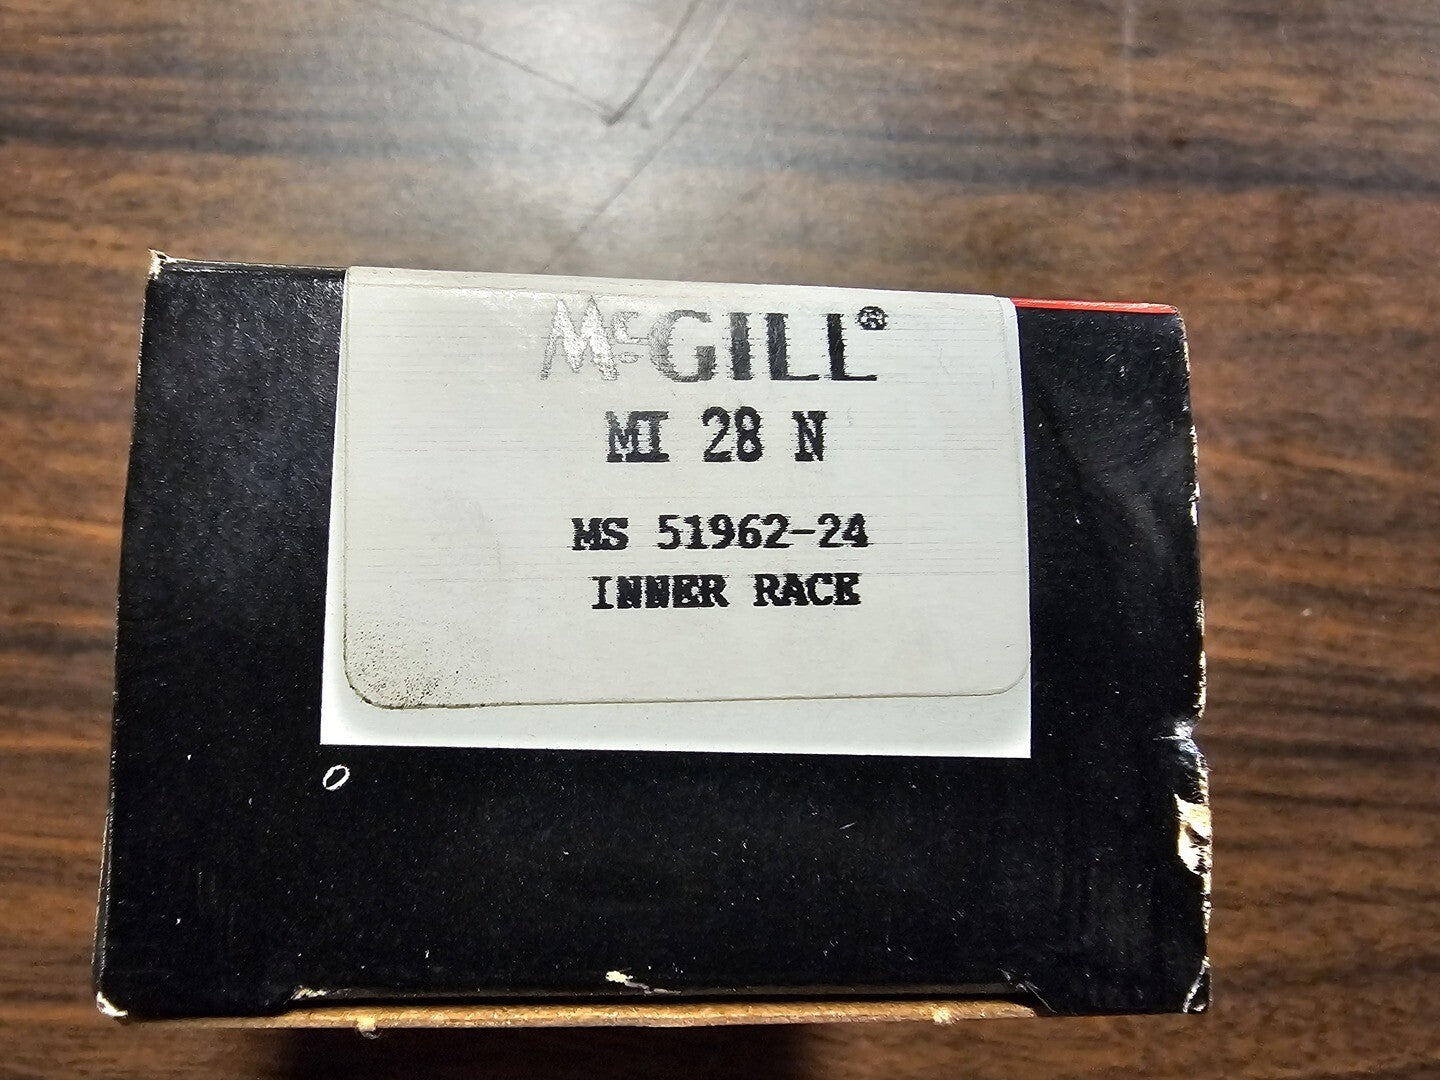 McGILL®
MI 28 N
MS 51962-24
INNER RACE